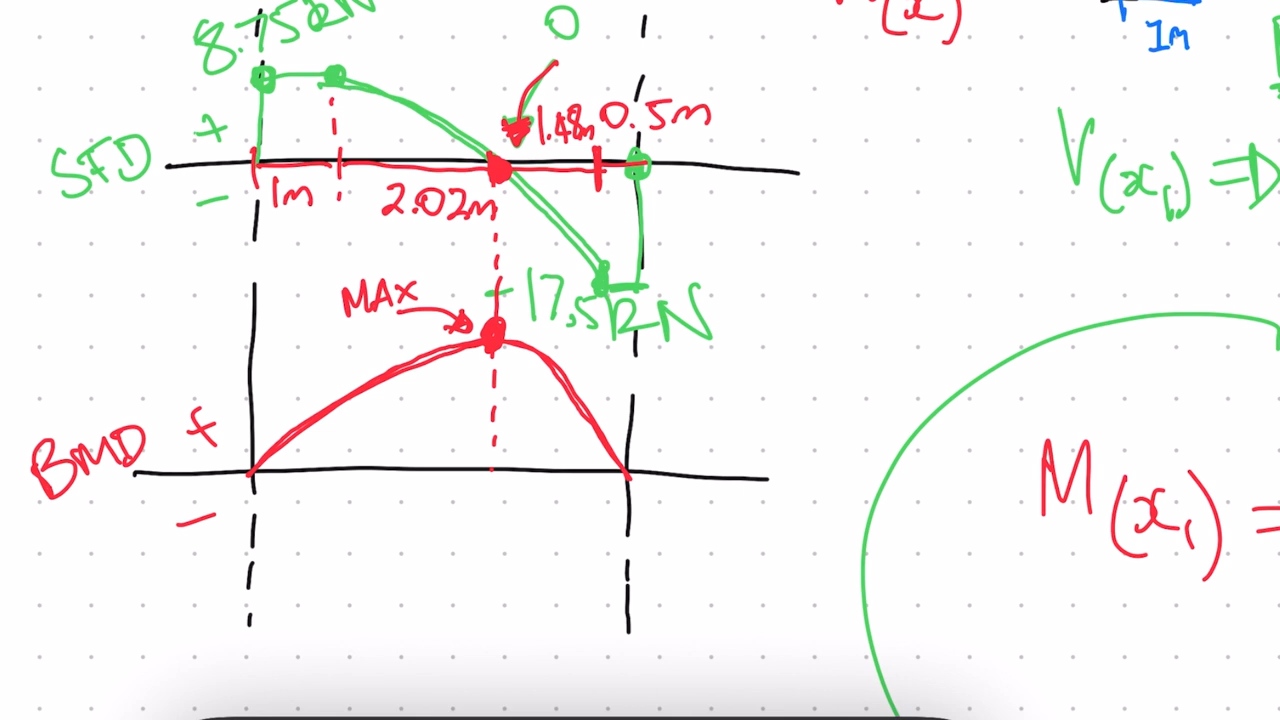 8.75kN
0
(x)
1m
SFD
+
-
1.48m
0.5m
1m
2.02m
V(x₁) ⇒
MAX
-17.5kN
BMD
+
-
M(x₁) =